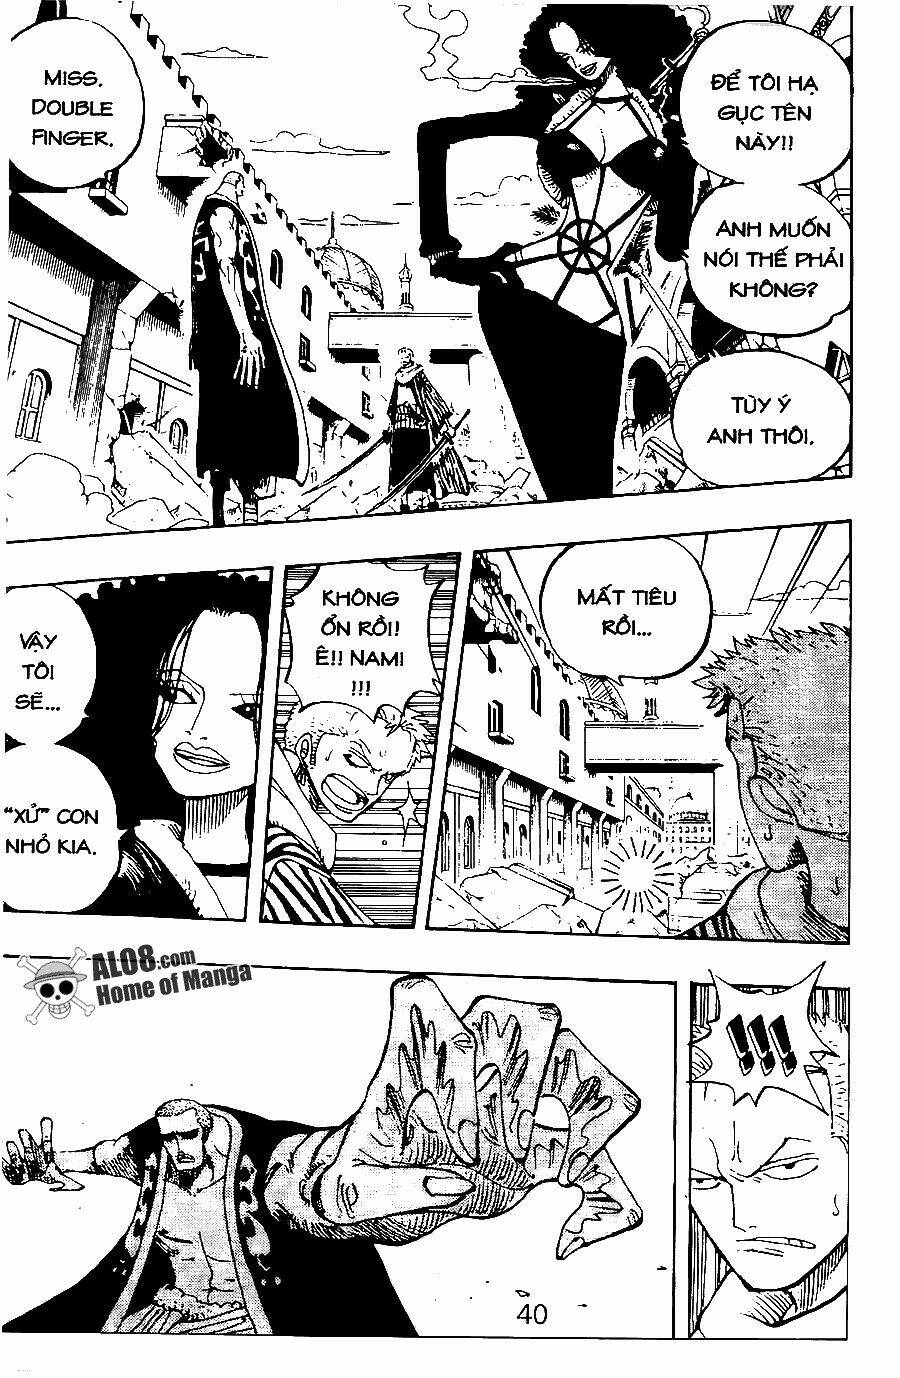 MISS.
DOUBLE
FINGER.
ĐỂ TÔI HẠ
GỤC TÊN
NÀY!!
ANH MUỐN
NÓI THẾ PHẢI
KHÔNG?
TÙY Ý
ANH THÔI.
VẬY
TÔI
SẼ...
"XỬ" CON
NHỎ KIA.
KHÔNG
ỔN RỒI!
Ê!! NAMI
!!!
MẤT TIÊU
RỒI...
AL08.com
Home of Manga
!!!
40